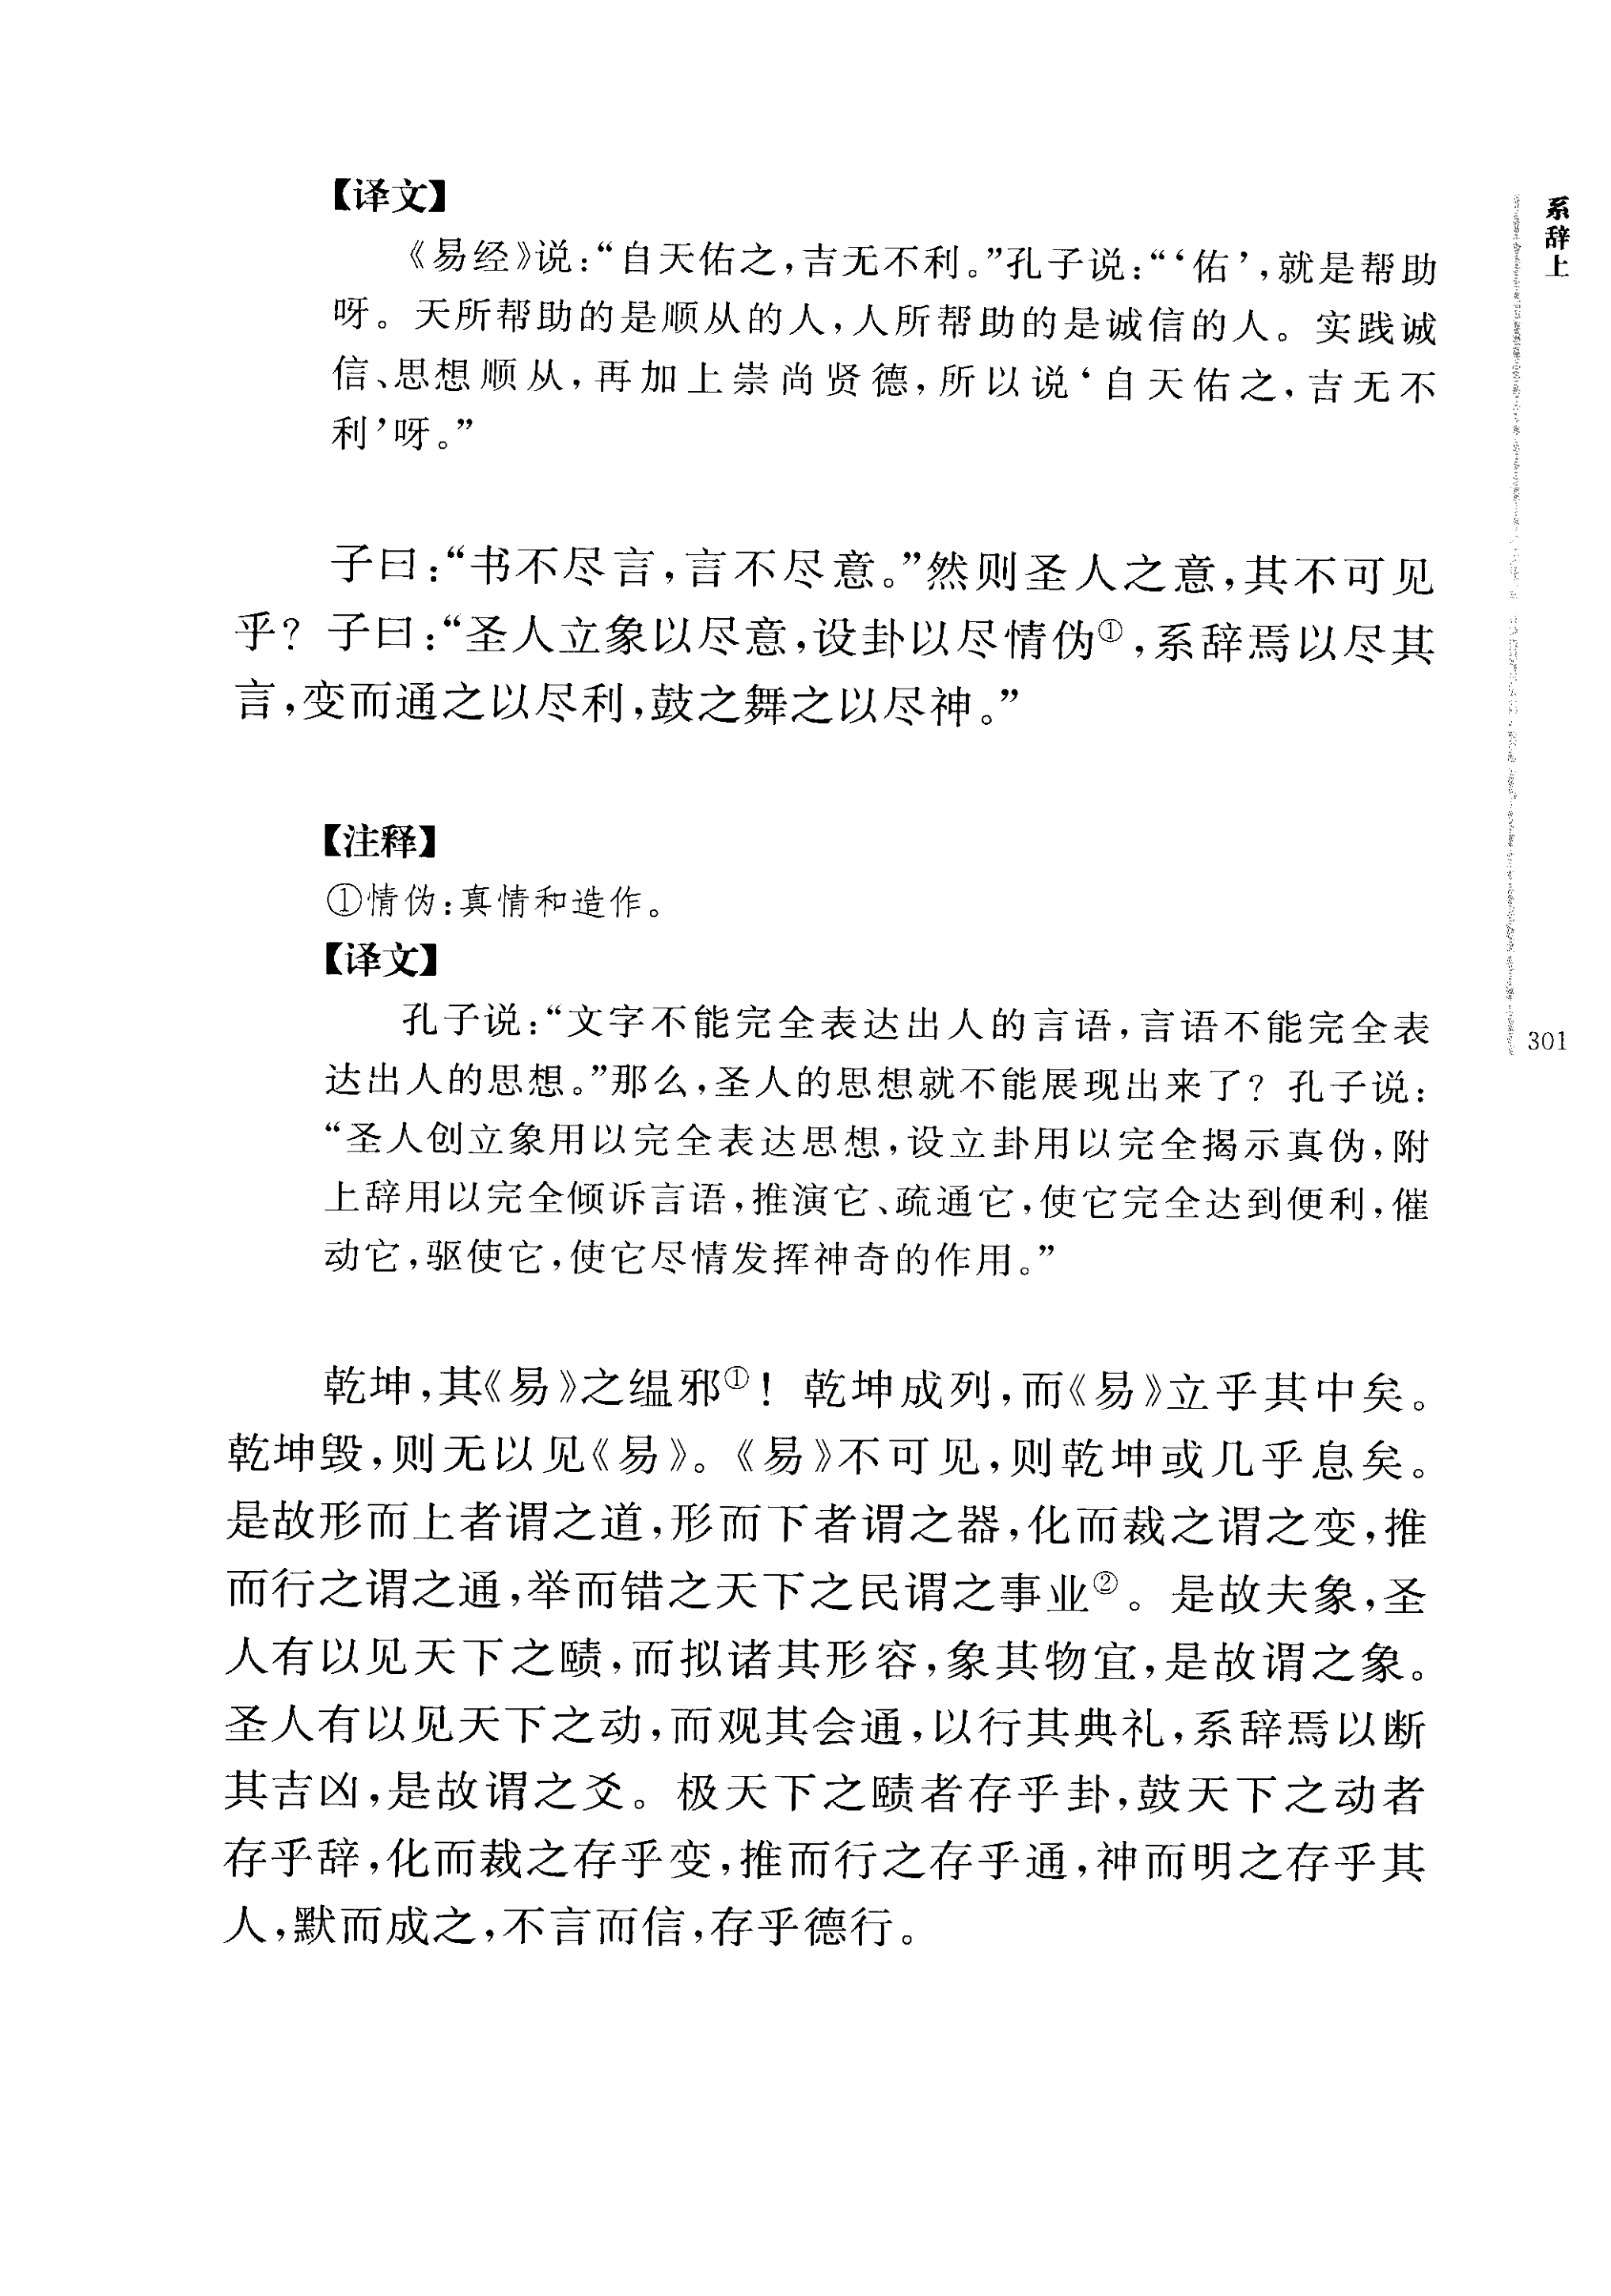 【译文】
《易经》说：“自天佑之，吉无不利。”孔子说：“‘佑’，就是帮助
呀。天所帮助的是顺从的人，人所帮助的是诚信的人。实践诚
信、思想顺从，再加上崇尚贤德，所以说‘自天佑之，吉无不
利’呀。”
子曰：“书不尽言，言不尽意。”然则圣人之意，其不可见
乎？子曰：“圣人立象以尽意，设卦以尽情伪①，系辞焉以尽其
言，变而通之以尽利，鼓之舞之以尽神。”
【注释】
①情伪：真情和造作。
【译文】
孔子说：“文字不能完全表达出人的言语，言语不能完全表
达出人的思想。”那么，圣人的思想就不能展现出来了？孔子说：
“圣人创立象用以完全表达思想，设立卦用以完全揭示真伪，附
上辞用以完全倾诉言语，推演它、疏通它，使它完全达到便利，催
动它，驱使它，使它尽情发挥神奇的作用。”
乾坤，其《易》之缊邪①！乾坤成列，而《易》立乎其中矣。
乾坤毁，则无以见《易》。《易》不可见，则乾坤或几乎息矣。
是故形而上者谓之道，形而下者谓之器，化而裁之谓之变，推
而行之谓之通，举而错之天下之民谓之事业②。是故夫象，圣
人有以见天下之赜，而拟诸其形容，象其物宜，是故谓之象。
圣人有以见天下之动，而观其会通，以行其典礼，系辞焉以断
其吉凶，是故谓之爻。极天下之赜者存乎卦，鼓天下之动者
存乎辞，化而裁之存乎变，推而行之存乎通，神而明之存乎其
人，默而成之，不言而信，存乎德行。
系辞上
301